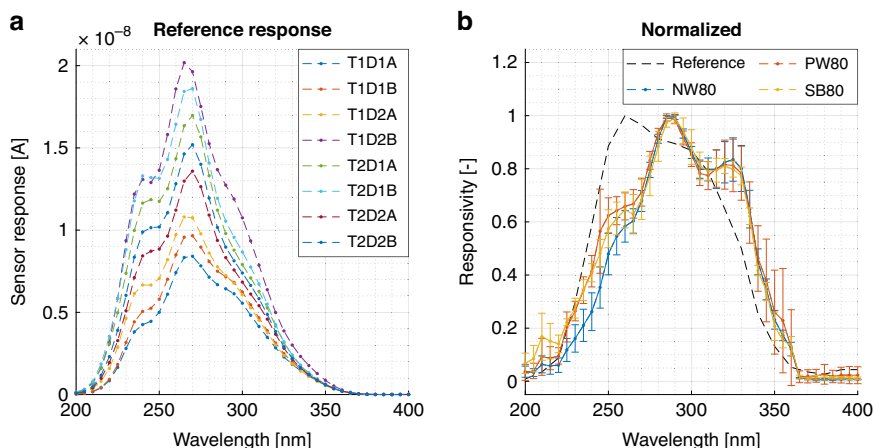 a
Reference response
× 10⁻⁸
2
1.5
1
0.5
0
200
250
300
350
400
Sensor response [A]
Wavelength [nm]
T1D1A
T1D1B
T1D2A
T1D2B
T2D1A
T2D1B
T2D2A
T2D2B
b
Normalized
1.2
1
0.8
0.6
0.4
0.2
0
200
250
300
350
400
Responsivity [-]
Wavelength [nm]
Reference
NW80
PW80
SB80